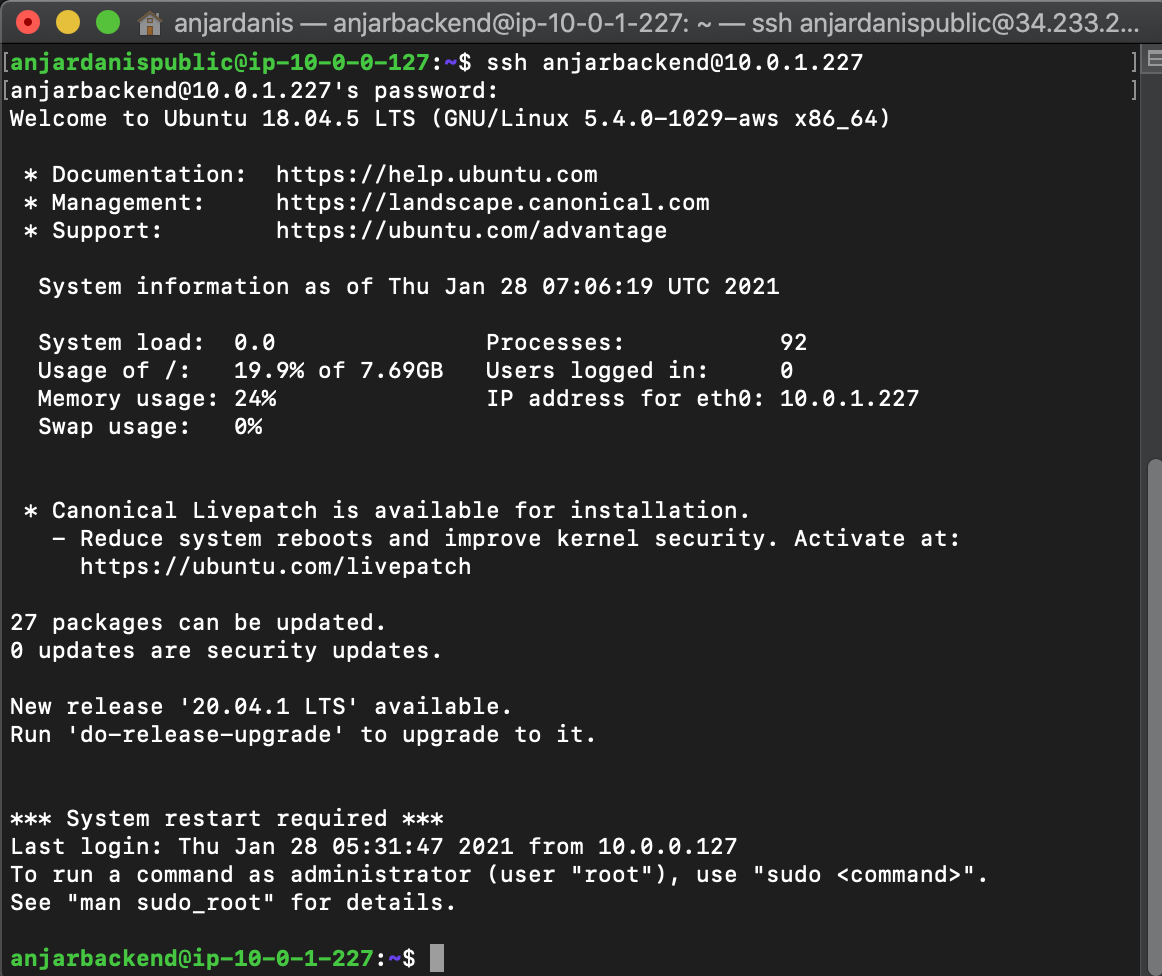 anjardanis — anjarbackend@ip-10-0-1-227: ~ — ssh anjardanispublic@34.233.2...
[anjardanispublic@ip-10-0-0-127:~$ ssh anjarbackend@10.0.1.227 ]
[anjarbackend@10.0.1.227's password: ]
Welcome to Ubuntu 18.04.5 LTS (GNU/Linux 5.4.0-1029-aws x86_64)
* Documentation: https://help.ubuntu.com
* Management: https://landscape.canonical.com
* Support: https://ubuntu.com/advantage
System information as of Thu Jan 28 07:06:19 UTC 2021
System load: 0.0 Processes: 92
Usage of /: 19.9% of 7.69GB Users logged in: 0
Memory usage: 24% IP address for eth0: 10.0.1.227
Swap usage: 0%
* Canonical Livepatch is available for installation.
- Reduce system reboots and improve kernel security. Activate at:
https://ubuntu.com/livepatch
27 packages can be updated.
0 updates are security updates.
New release '20.04.1 LTS' available.
Run 'do-release-upgrade' to upgrade to it.
*** System restart required ***
Last login: Thu Jan 28 05:31:47 2021 from 10.0.0.127
To run a command as administrator (user "root"), use "sudo <command>".
See "man sudo_root" for details.
anjarbackend@ip-10-0-1-227:~$